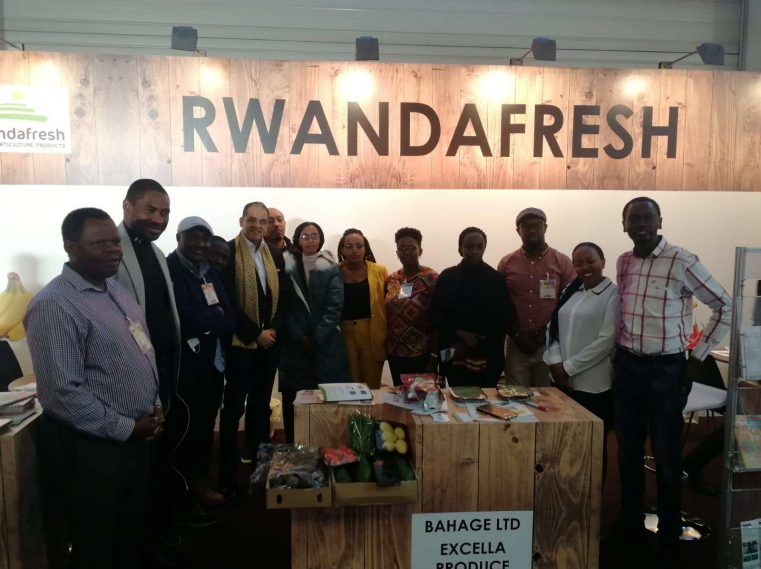 RWANDAFRESH
ndafresh
RTICULTURE PRODUCTS
BAHAGE LTD
EXCELLA
PRODUCE